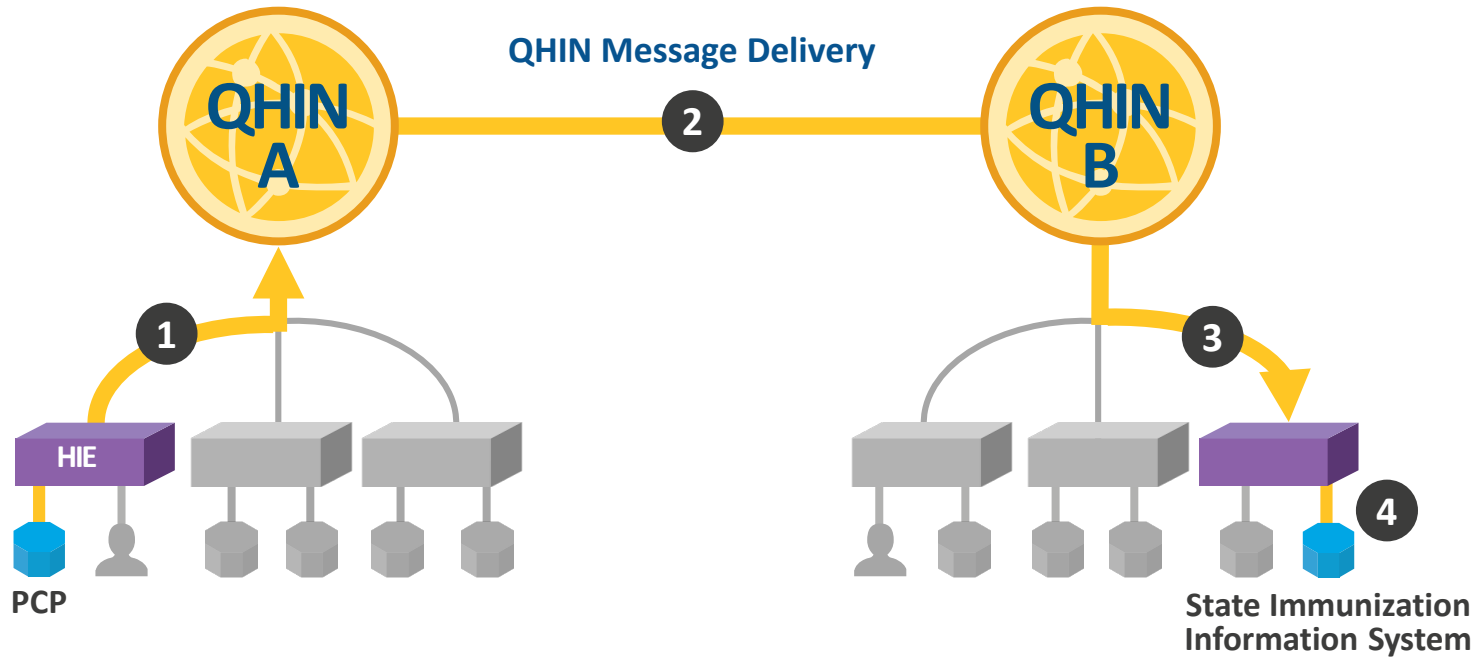 QHIN Message Delivery
QHIN
A
2
QHIN
B
1
3
HIE
4
PCP
State Immunization
Information System